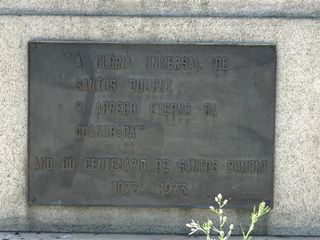 "A GLÓRIA UNIVERSAL DE
SANTOS DUMONT,
O APREÇO ETERNO DA
GUANABARA"
ANO DO CENTENÁRIO DE SANTOS DUMONT
1873 - 1973